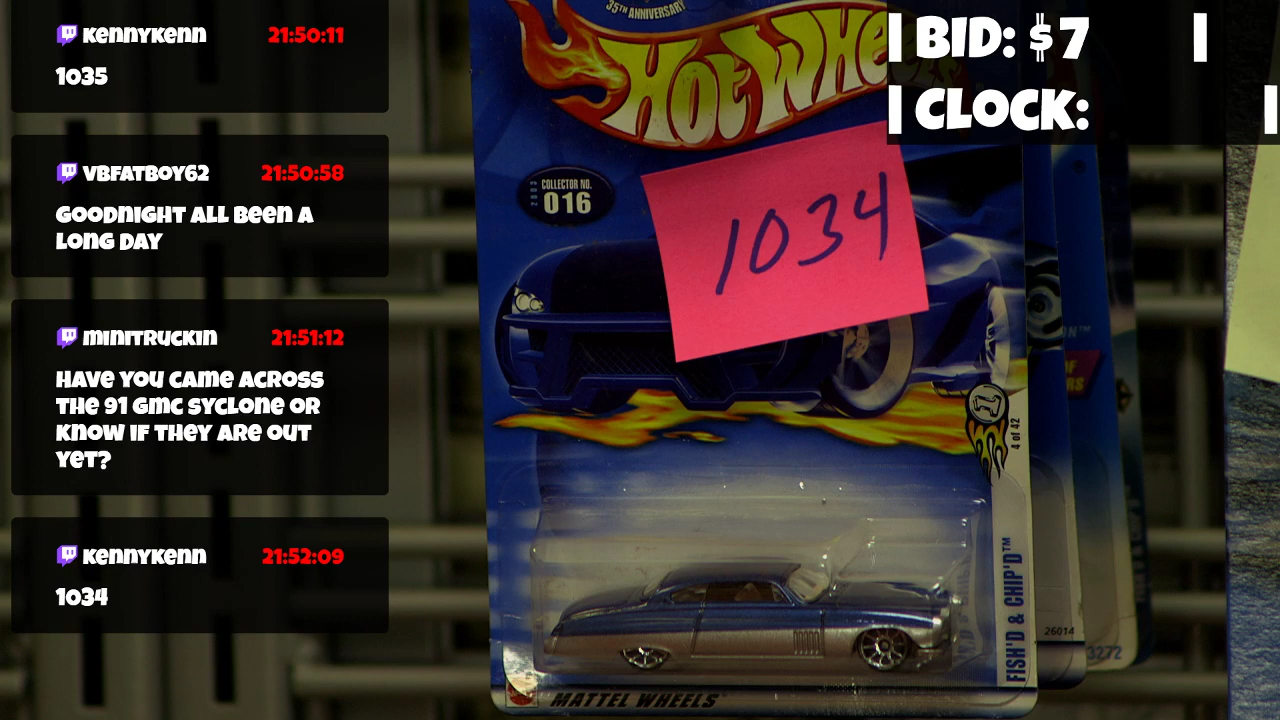 KENNYKENN 21:50:11
1035
VBFATBOY62 21:50:58
GOODNIGHT ALL BEEN A
LONG DAY
MINITRUCKIN 21:51:12
HAVE YOU CAME ACROSS
THE 91 GMC SYCLONE OR
KNOW IF THEY ARE OUT
YET?
KENNYKENN 21:52:09
1034
| BID: $7 |
| CLOCK: |
35TH ANNIVERSARY
HOT WHEELS
2003
COLLECTOR NO.
016
1034
4 of 42
FISH'D & CHIP'D™
MATTEL WHEELS
26014
3272